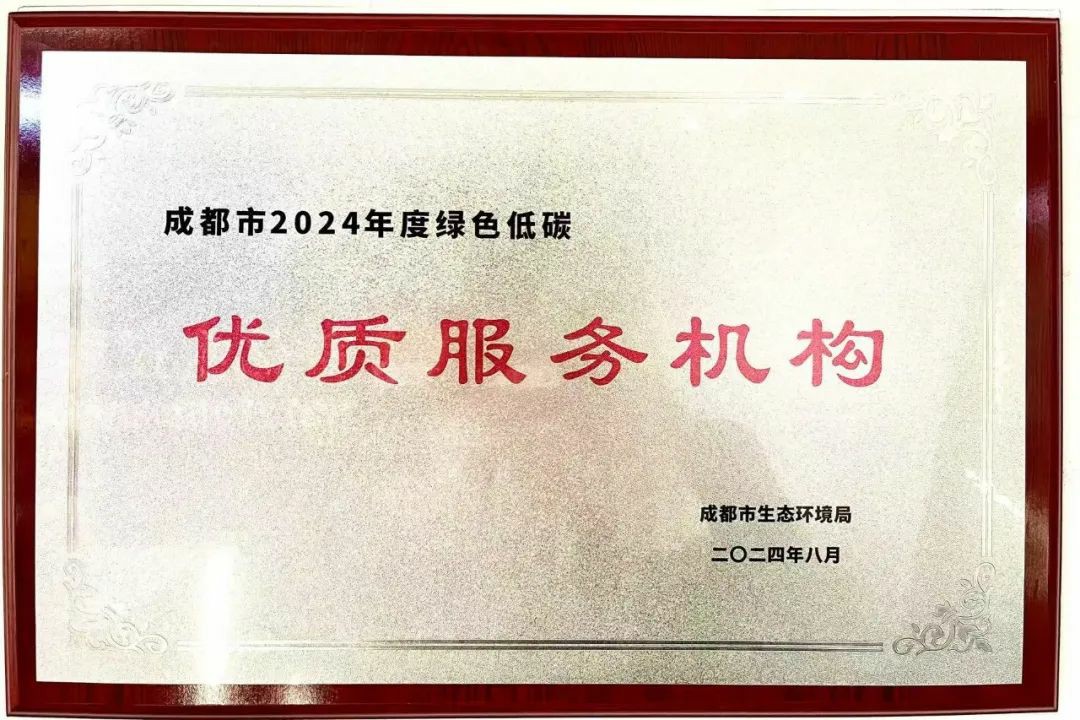 成都市2024年度绿色低碳
优质服务机构
成都市生态环境局
二〇二四年八月